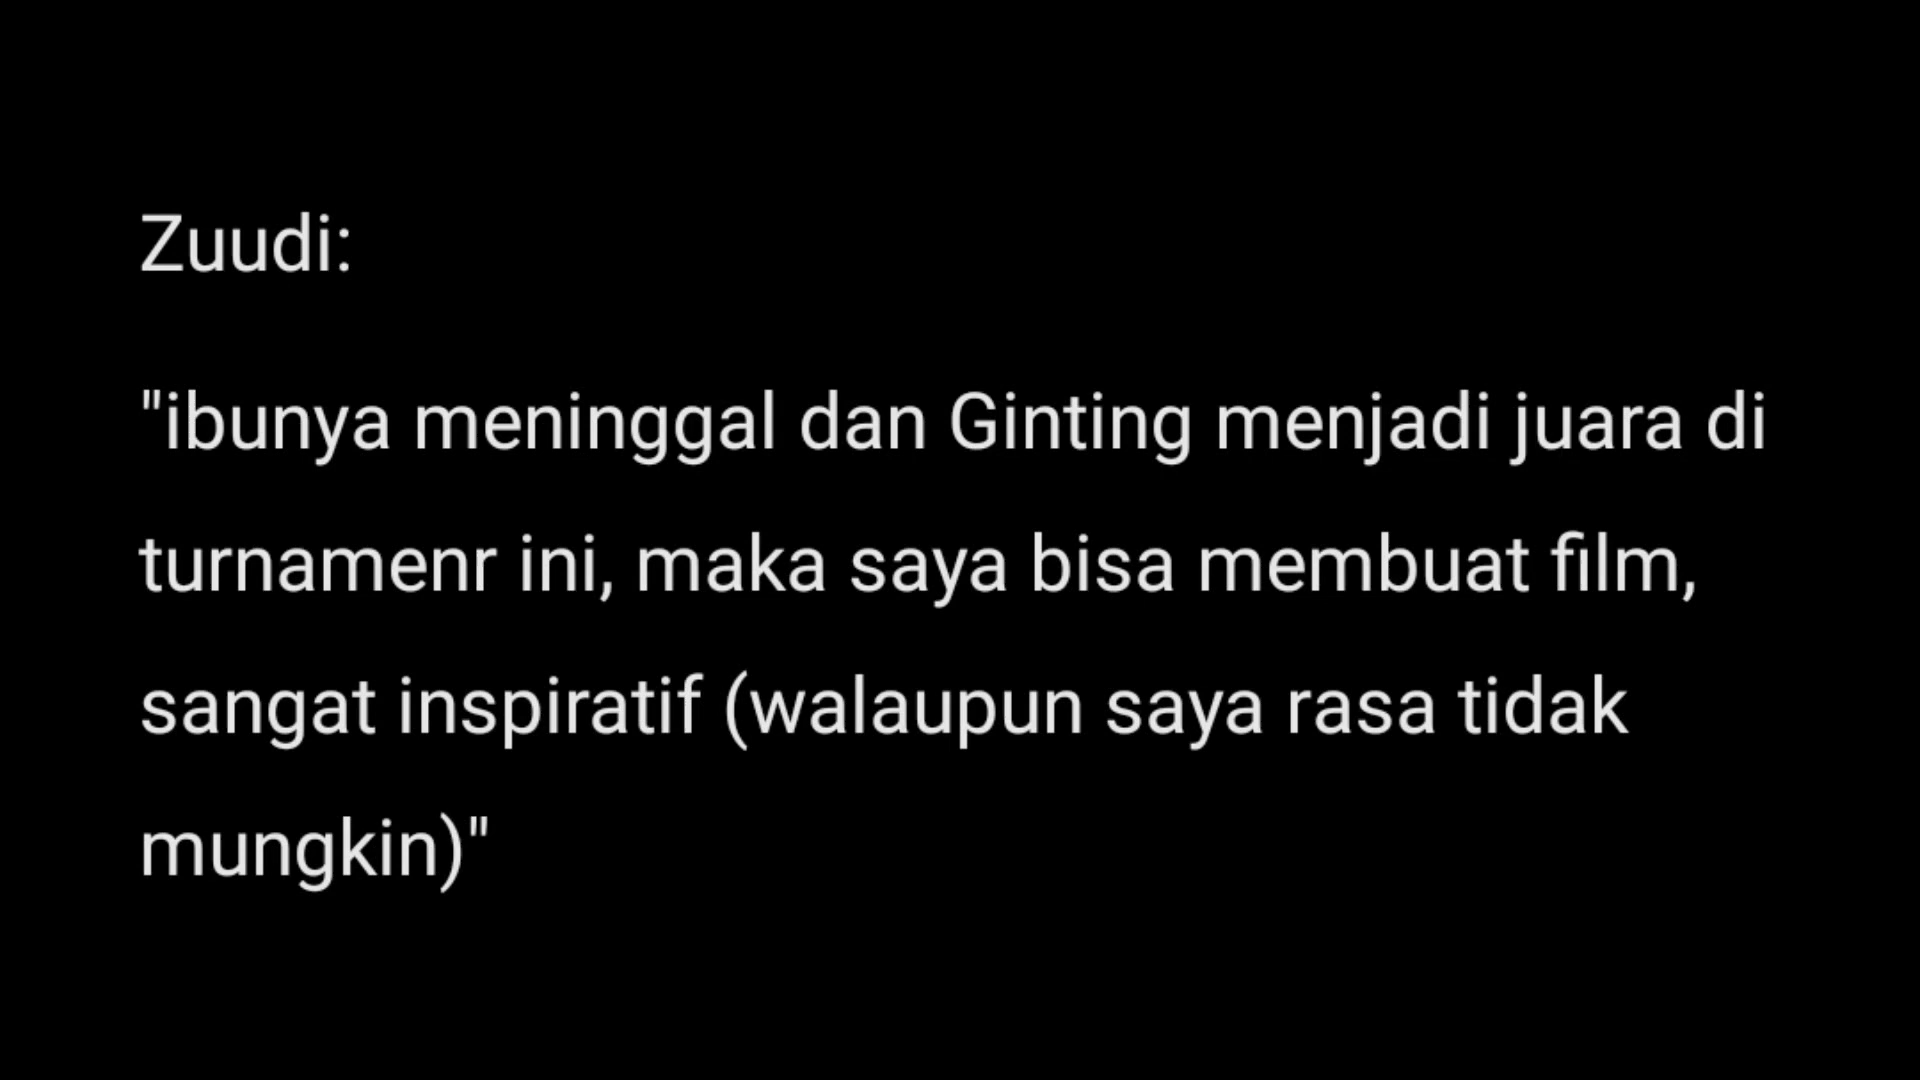 Zuudi:
"ibunya meninggal dan Ginting menjadi juara di
turnamenr ini, maka saya bisa membuat film,
sangat inspiratif (walaupun saya rasa tidak
mungkin)"